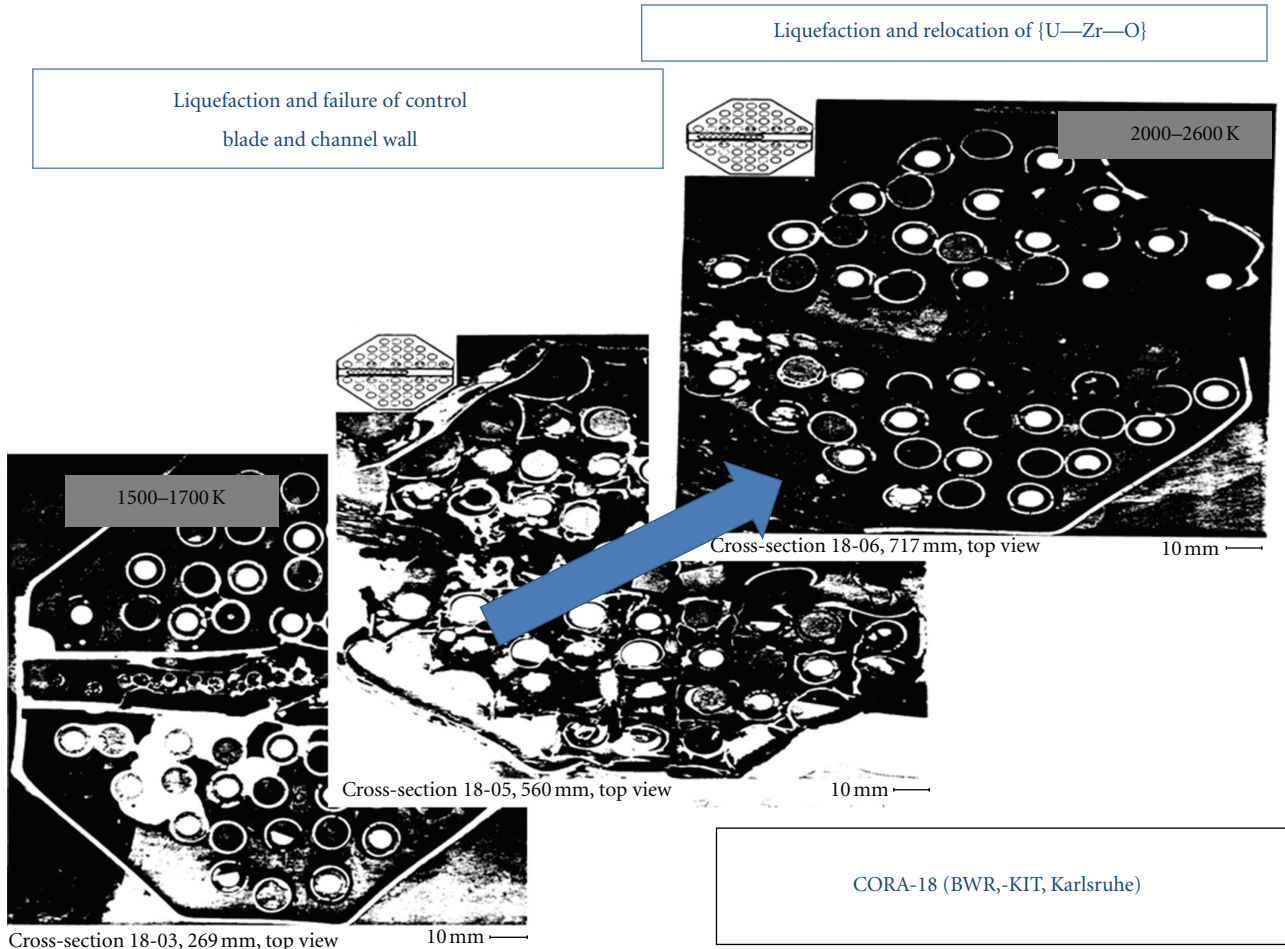 Liquefaction and relocation of {U—Zr—O}
Liquefaction and failure of control
blade and channel wall
2000–2600 K
1500–1700 K
Cross-section 18-06, 717 mm, top view
10 mm
Cross-section 18-05, 560 mm, top view
10 mm
CORA-18 (BWR,-KIT, Karlsruhe)
Cross-section 18-03, 269 mm, top view
10 mm